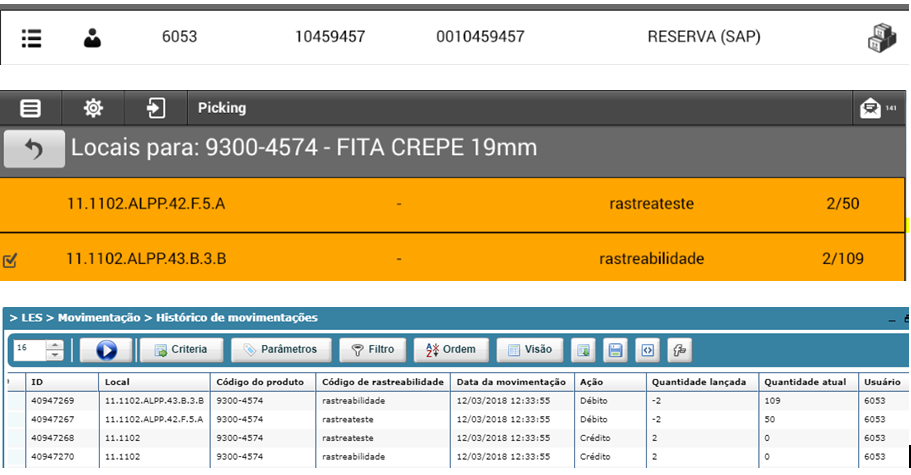 6053 10459457 0010459457 RESERVA (SAP)
Picking 141
Locais para: 9300-4574 - FITA CREPE 19mm
11.1102.ALPP.42.F.5.A - rastreateste 2/50
11.1102.ALPP.43.B.3.B - rastreabilidade 2/109
> LES > Movimentação > Histórico de movimentações
16 Criteria Parâmetros Filtro Ordem Visão
ID Local Código do produto Código de rastreabilidade Data da movimentação Ação Quantidade lançada Quantidade atual Usuário
40947269 11.1102.ALPP.43.B.3.B 9300-4574 rastreabilidade 12/03/2018 12:33:55 Débito -2 109 6053
40947267 11.1102.ALPP.42.F.5.A 9300-4574 rastreateste 12/03/2018 12:33:55 Débito -2 50 6053
40947268 11.1102 9300-4574 rastreateste 12/03/2018 12:33:55 Crédito 2 0 6053
40947270 11.1102 9300-4574 rastreabilidade 12/03/2018 12:33:55 Crédito 2 0 6053